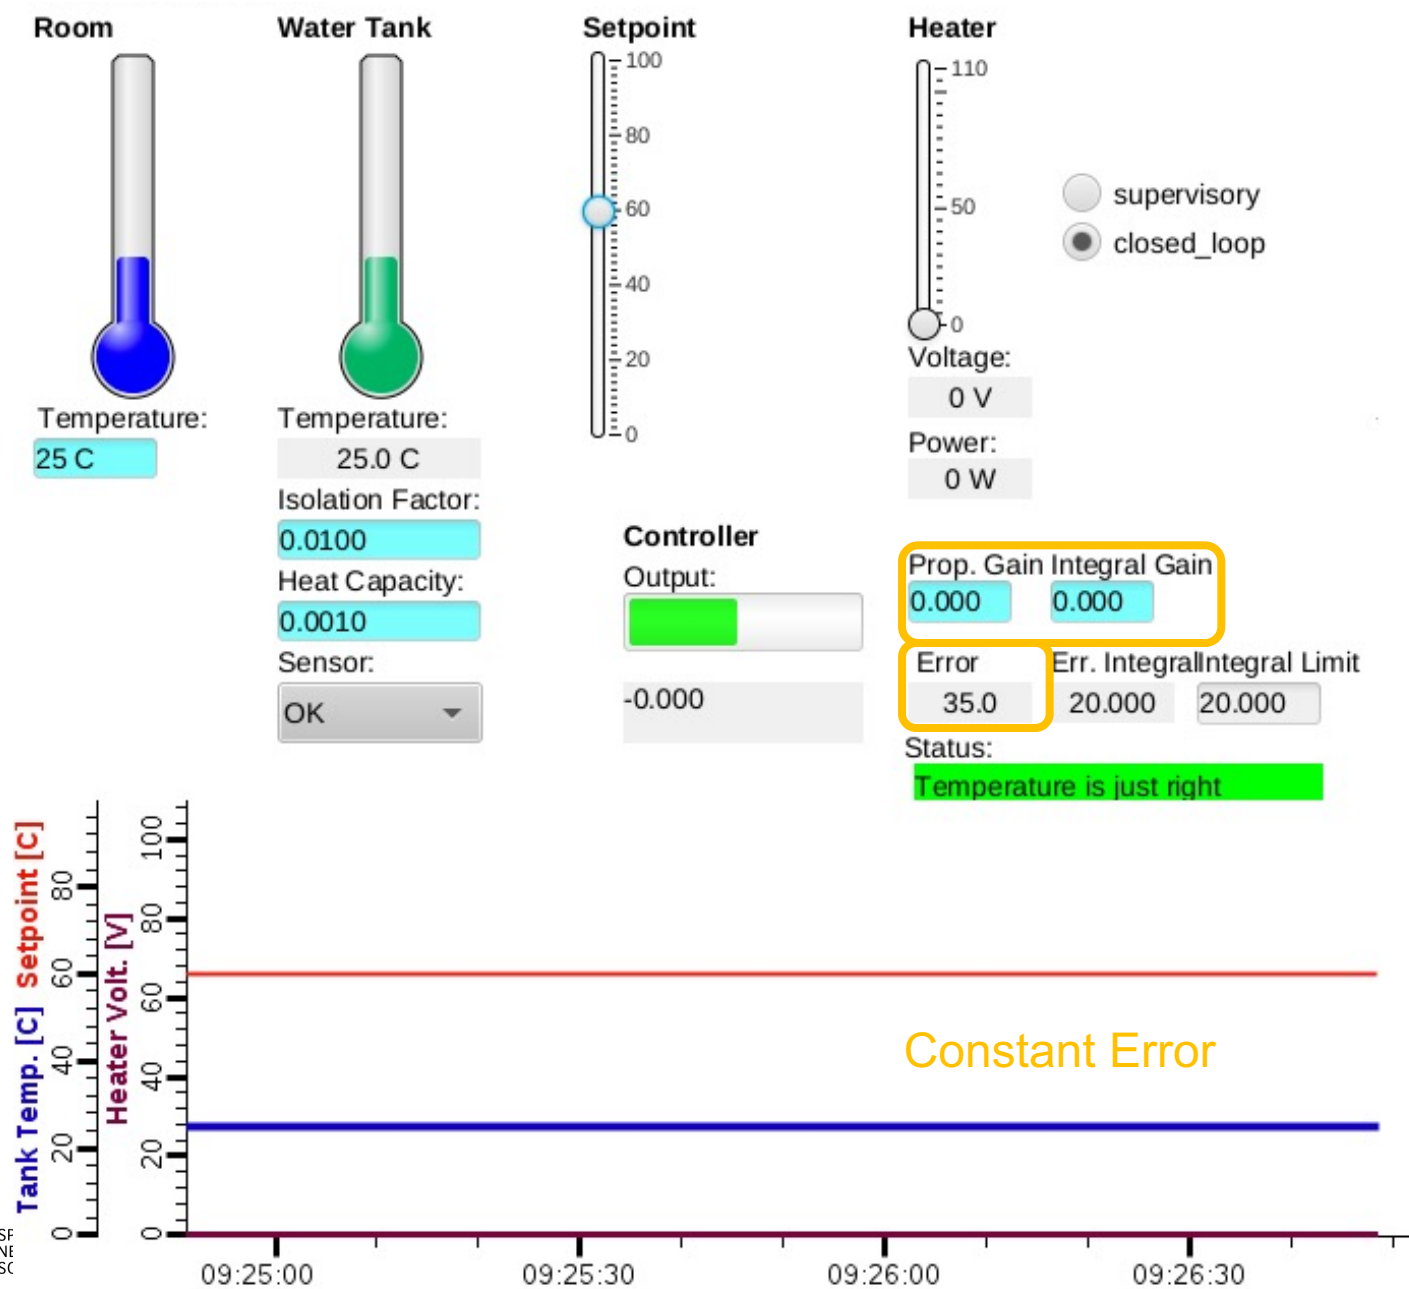 Room
Water Tank
Setpoint
Heater
100
80
60
40
20
0
110
50
0
supervisory
closed_loop
Temperature:
25 C
Temperature:
25.0 C
Isolation Factor:
0.0100
Heat Capacity:
0.0010
Sensor:
OK
Voltage:
0 V
Power:
0 W
Controller
Output:
-0.000
Prop. Gain Integral Gain
0.000 0.000
Error Err. Integral Integral Limit
35.0 20.000 20.000
Status:
Temperature is just right
Tank Temp. [C] Setpoint [C]
0 20 40 60 80
Heater Volt. [V]
0 20 40 60 80 100
Constant Error
09:25:00 09:25:30 09:26:00 09:26:30
SF
NE
SC